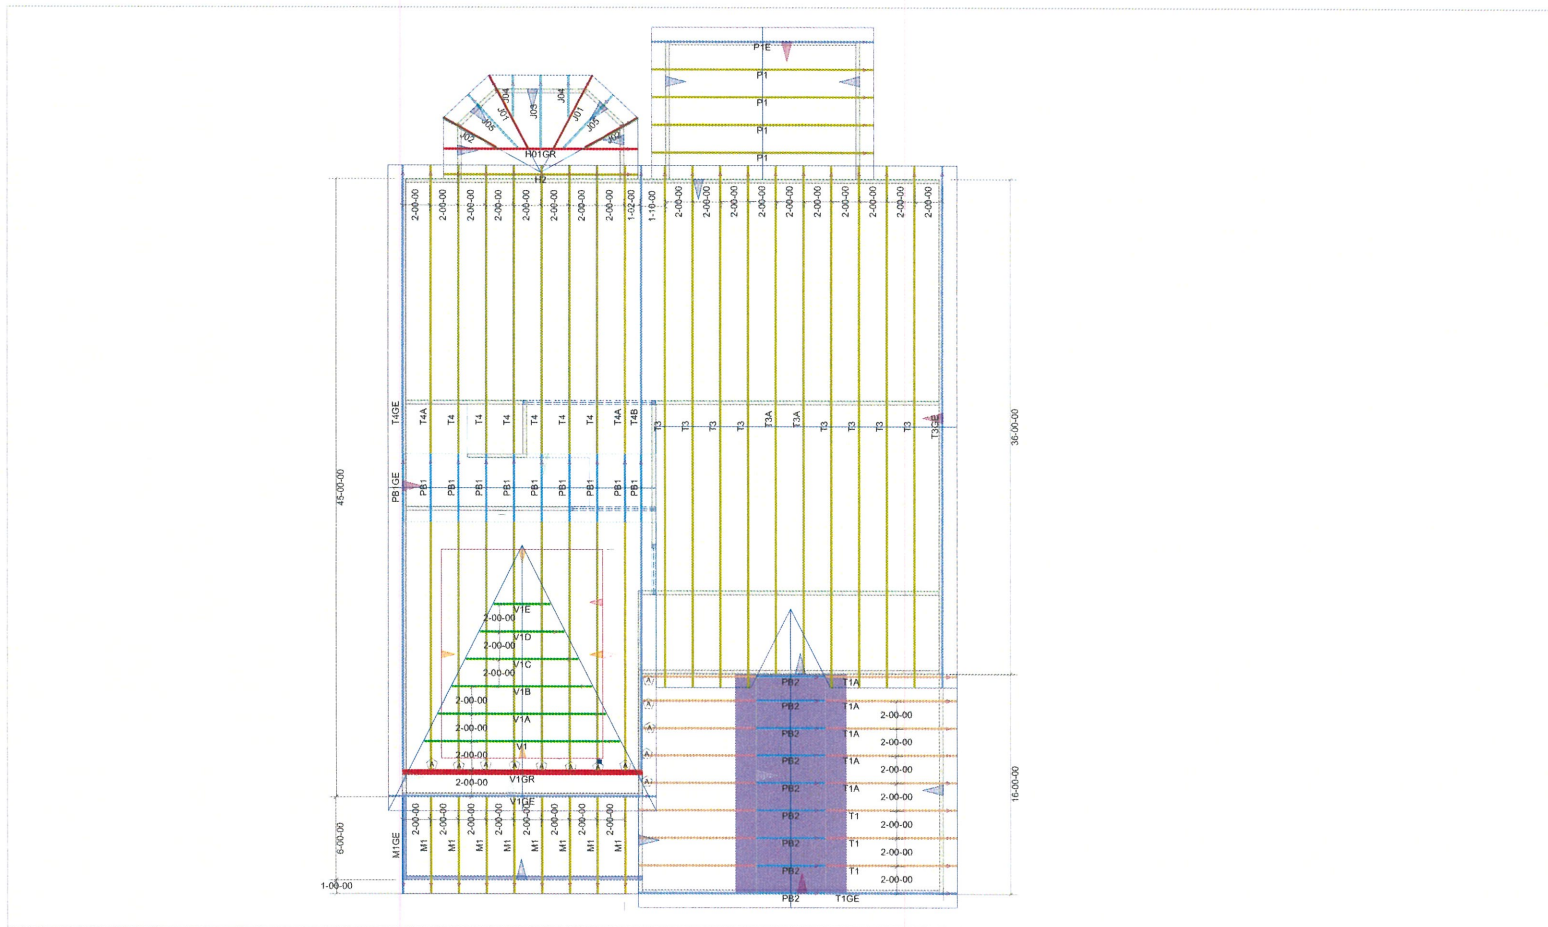 P1E
P1
P1
P1
P1
J04
J03
J04
J01
J01
J05
J05
J02
J02
H01GR
H2
2-00-00
2-00-00
2-00-00
2-00-00
2-00-00
2-00-00
2-00-00
2-00-00
1-02-00
1-10-00
2-00-00
2-00-00
2-00-00
2-00-00
2-00-00
2-00-00
2-00-00
2-00-00
2-00-00
2-00-00
T4GE
T4A
T4
T4
T4
T4
T4
T4
T4A
T4B
T3
T3
T3
T3
T3A
T3A
T3
T3
T3
T3
T3GE
36-00-00
45-00-00
PB1GE
PB1
PB1
PB1
PB1
PB1
PB1
PB1
PB1
PB1
V1E
2-00-00
V1D
2-00-00
V1C
2-00-00
V1B
2-00-00
V1A
2-00-00
V1
2-00-00
A
A
A
A
A
A
A
A
V1GR
2-00-00
V1GE
A
PB2
T1A
A
PB2
T1A
2-00-00
A
PB2
T1A
2-00-00
A
PB2
T1A
2-00-00
A
PB2
T1A
2-00-00
PB2
T1
2-00-00
PB2
T1
2-00-00
PB2
T1
2-00-00
PB2
T1GE
16-00-00
2-00-00
2-00-00
2-00-00
2-00-00
2-00-00
2-00-00
2-00-00
2-00-00
M1GE
M1
M1
M1
M1
M1
M1
M1
M1
6-00-00
1-00-00